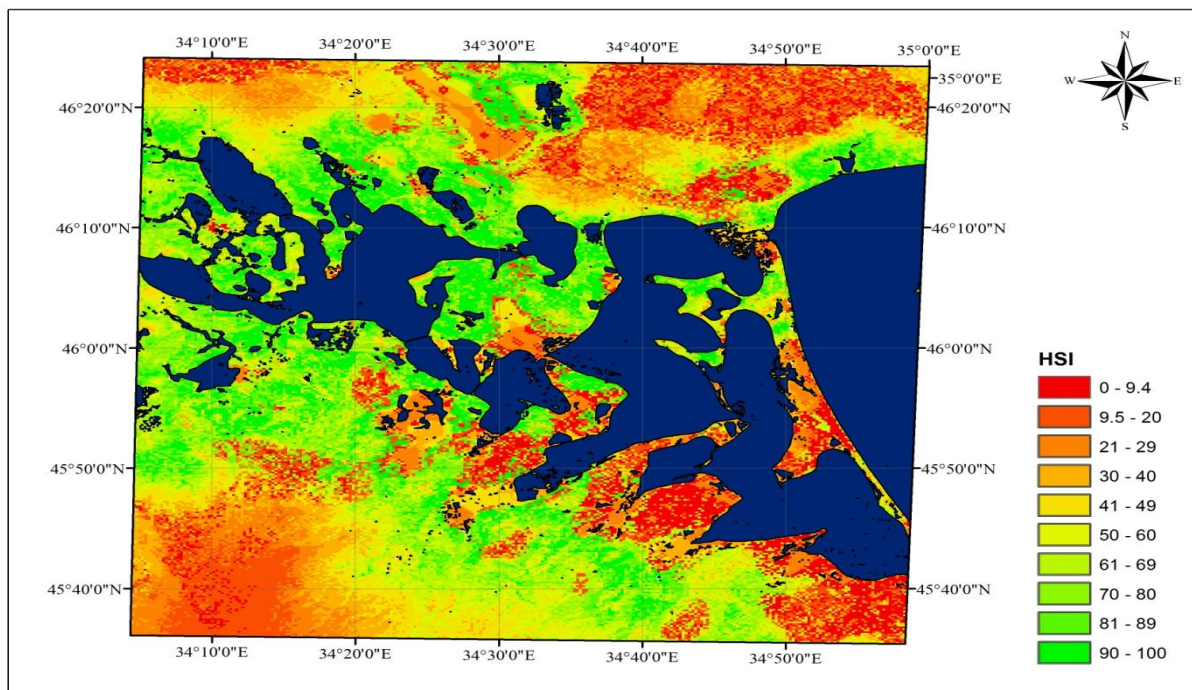 34°10'0"E 34°20'0"E 34°30'0"E 34°40'0"E 34°50'0"E 35°0'0"E
35°0'0"E
46°20'0"N 46°20'0"N
46°10'0"N 46°10'0"N
46°0'0"N 46°0'0"N
45°50'0"N 45°50'0"N
45°40'0"N 45°40'0"N
34°10'0"E 34°20'0"E 34°30'0"E 34°40'0"E 34°50'0"E
N
W E
S
HSI
0 - 9.4
9.5 - 20
21 - 29
30 - 40
41 - 49
50 - 60
61 - 69
70 - 80
81 - 89
90 - 100